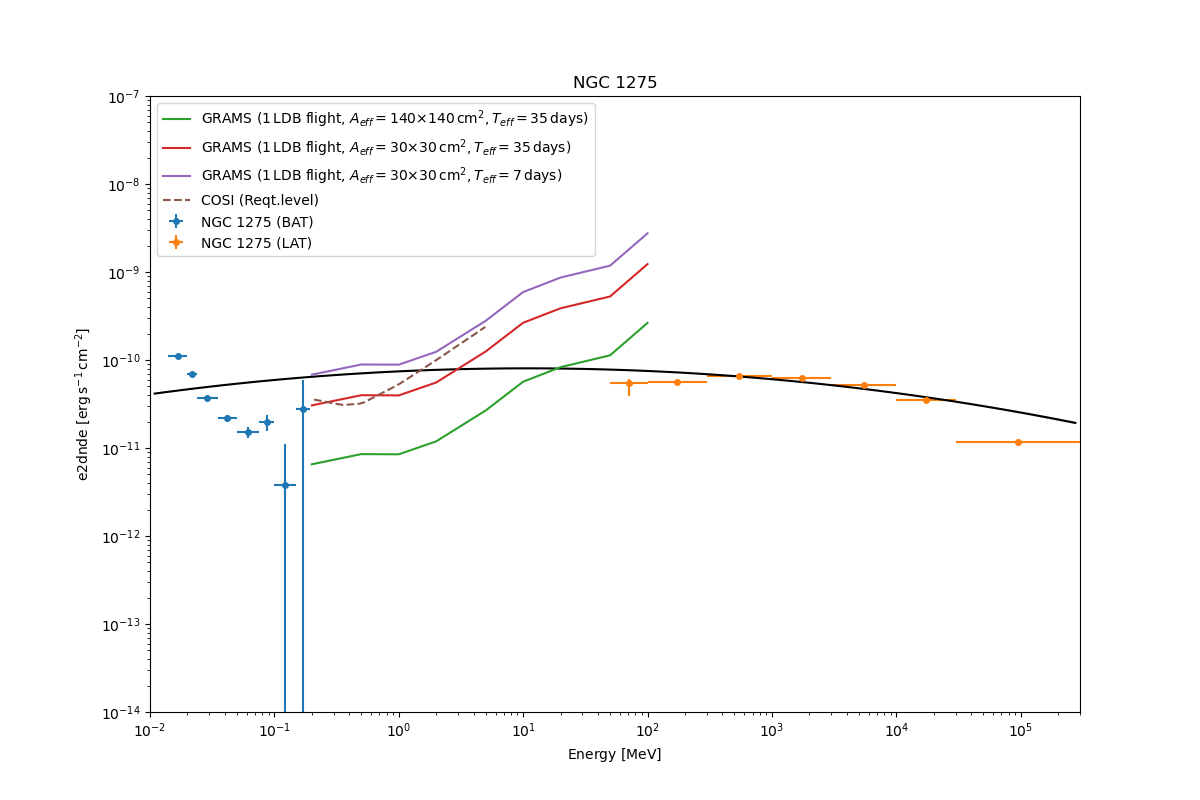 NGC 1275
GRAMS (1 LDB flight, A_eff = 140×140 cm², T_eff = 35 days)
GRAMS (1 LDB flight, A_eff = 30×30 cm², T_eff = 35 days)
GRAMS (1 LDB flight, A_eff = 30×30 cm², T_eff = 7 days)
COSI (Reqt.level)
NGC 1275 (BAT)
NGC 1275 (LAT)
e2dnde [erg s⁻¹ cm⁻²]
10⁻⁷
10⁻⁸
10⁻⁹
10⁻¹⁰
10⁻¹¹
10⁻¹²
10⁻¹³
10⁻¹⁴
10⁻² 10⁻¹ 10⁰ 10¹ 10² 10³ 10⁴ 10⁵
Energy [MeV]